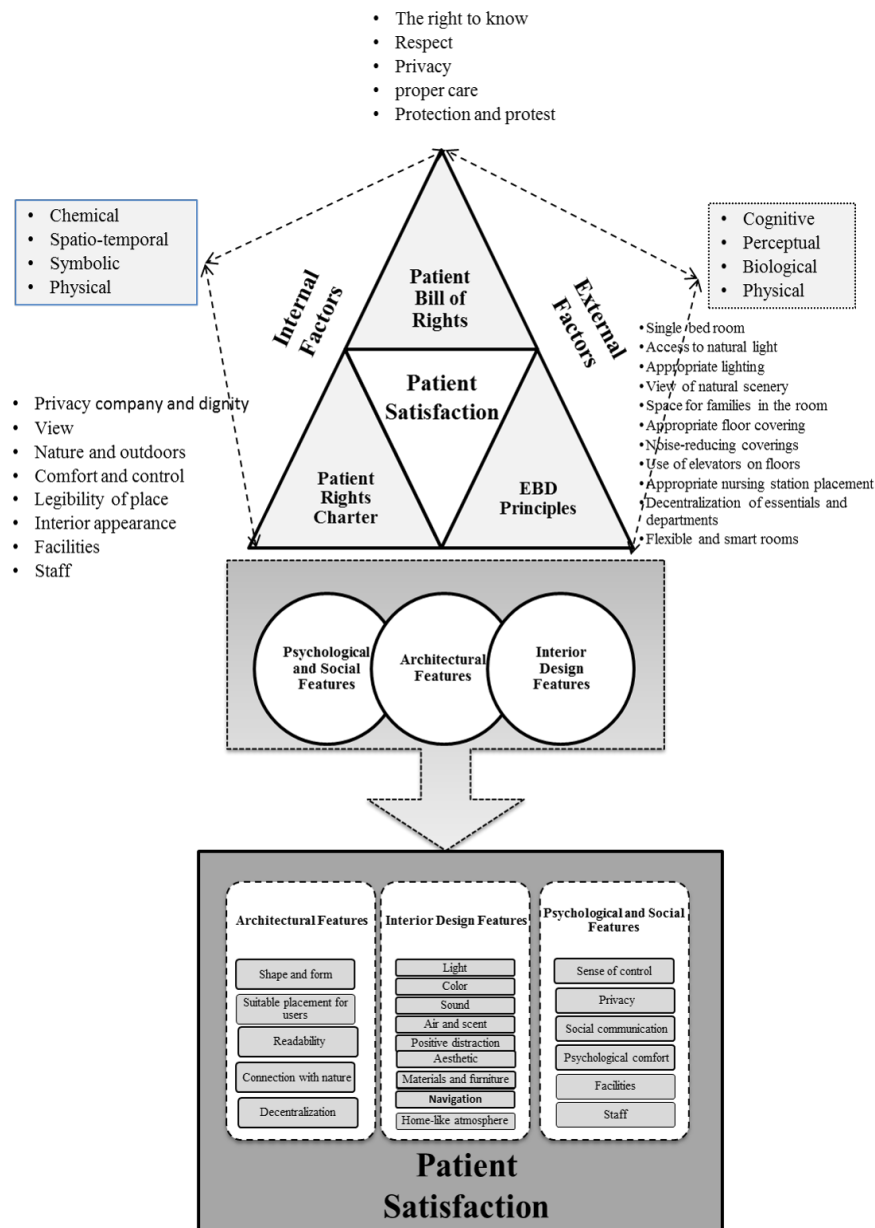 • The right to know
• Respect
• Privacy
• proper care
• Protection and protest
• Chemical
• Spatio-temporal
• Symbolic
• Physical
• Cognitive
• Perceptual
• Biological
• Physical
Internal
Factors
External
Factors
Patient
Bill of
Rights
Patient
Satisfaction
Patient
Rights
Charter
EBD
Principles
• Privacy company and dignity
• View
• Nature and outdoors
• Comfort and control
• Legibility of place
• Interior appearance
• Facilities
• Staff
• Single bed room
• Access to natural light
• Appropriate lighting
• View of natural scenery
• Space for families in the room
• Appropriate floor covering
• Noise-reducing coverings
• Use of elevators on floors
• Appropriate nursing station placement
• Decentralization of essentials and
departments
• Flexible and smart rooms
Psychological
and Social
Features
Architectural
Features
Interior
Design
Features
Architectural Features
Shape and form
Suitable placement for
users
Readability
Connection with nature
Decentralization
Interior Design Features
Light
Color
Sound
Air and scent
Positive distraction
Aesthetic
Materials and furniture
Navigation
Home-like atmosphere
Psychological and Social
Features
Sense of control
Privacy
Social communication
Psychological comfort
Facilities
Staff
Patient
Satisfaction